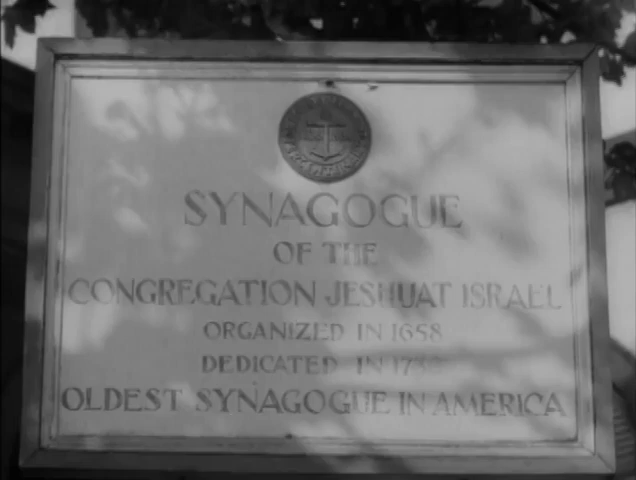 SYNAGOGUE
OF THE
CONGREGATION JESHUAT ISRAEL
ORGANIZED IN 1658
DEDICATED IN
OLDEST SYNAGOGUE IN AMERICA